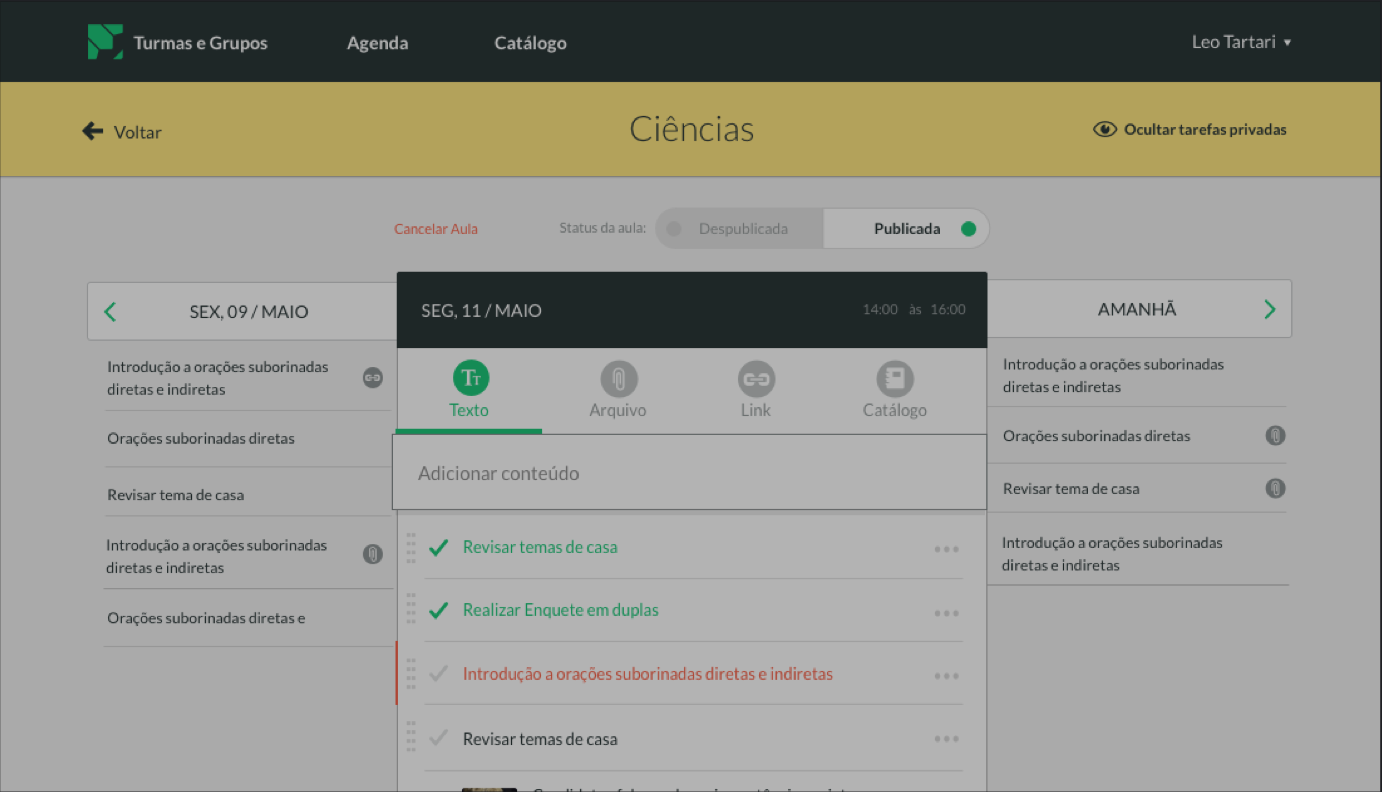 Turmas e Grupos
Agenda
Catálogo
Leo Tartari
Voltar
Ciências
Ocultar tarefas privadas
Cancelar Aula
Status da aula:
Despublicada
Publicada
SEX, 09 / MAIO
Introdução a orações suborinadas
diretas e indiretas
Orações suborinadas diretas
Revisar tema de casa
Introdução a orações suborinadas
diretas e indiretas
Orações suborinadas diretas e
SEG, 11 / MAIO
14:00 às 16:00
Texto
Arquivo
Link
Catálogo
Adicionar conteúdo
Revisar temas de casa
Realizar Enquete em duplas
Introdução a orações suborinadas diretas e indiretas
Revisar temas de casa
AMANHÃ
Introdução a orações suborinadas
diretas e indiretas
Orações suborinadas diretas
Revisar tema de casa
Introdução a orações suborinadas
diretas e indiretas